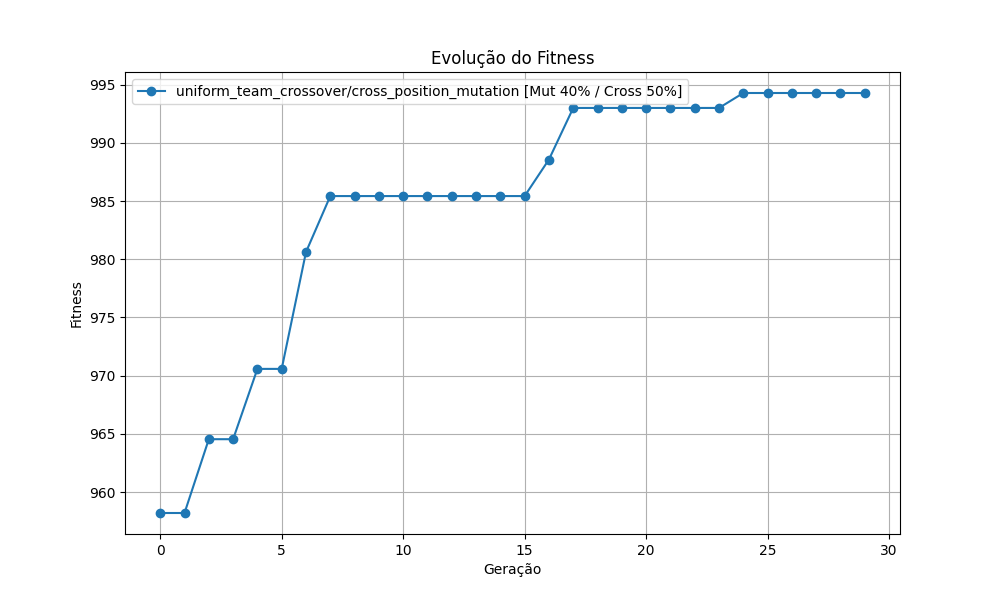 Evolução do Fitness
uniform_team_crossover/cross_position_mutation [Mut 40% / Cross 50%]
Fitness
995
990
985
980
975
970
965
960
0 5 10 15 20 25 30
Geração